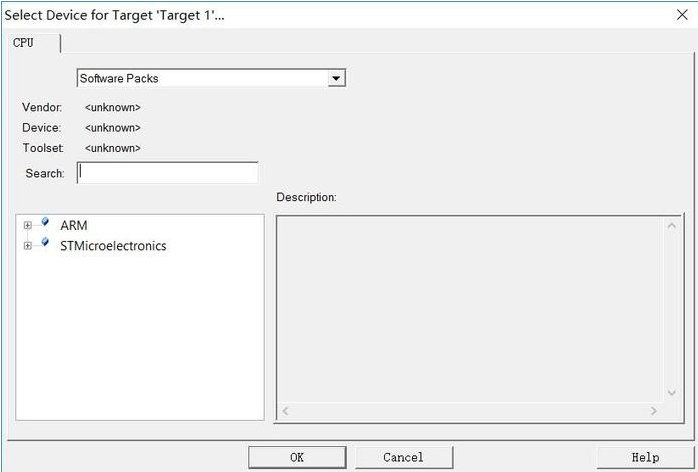 Select Device for Target 'Target 1'...
CPU
Software Packs
Vendor: <unknown>
Device: <unknown>
Toolset: <unknown>
Search:
Description:
ARM
STMicroelectronics
OK Cancel Help